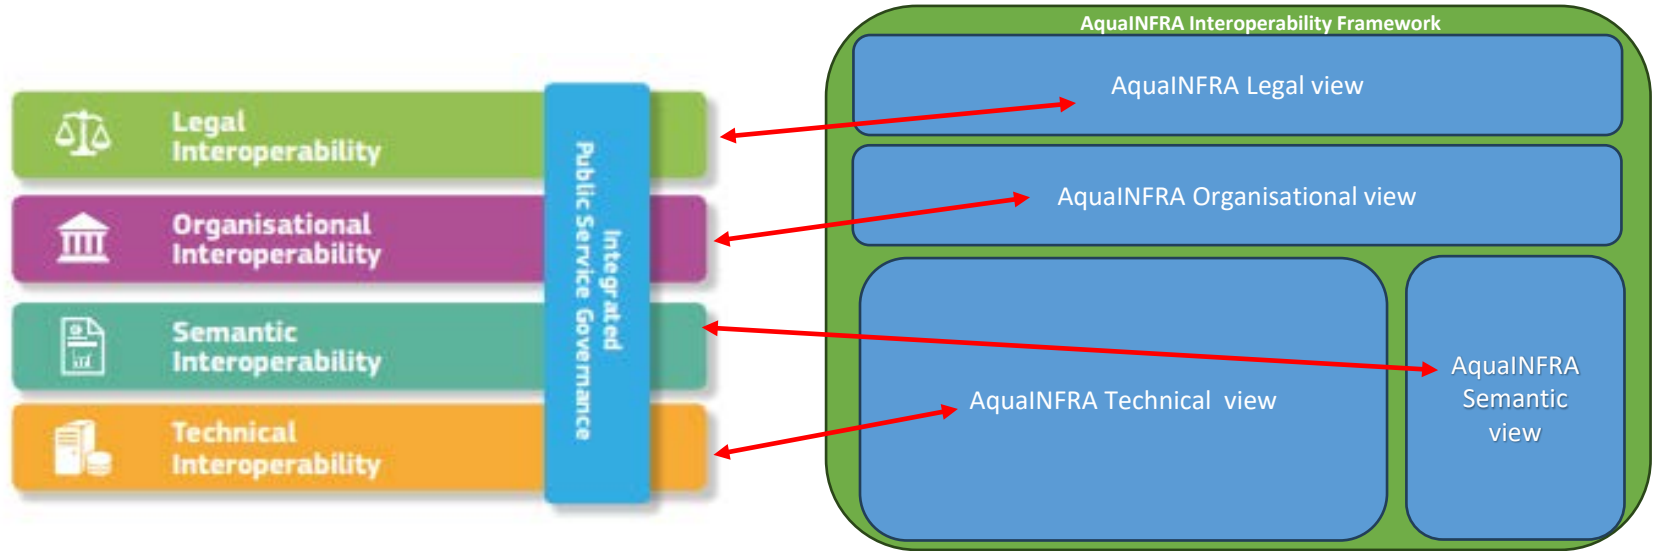 Legal
Interoperability
Organisational
Interoperability
Semantic
Interoperability
Technical
Interoperability
Integrated
Public Service Governance
AquaINFRA Interoperability Framework
AquaINFRA Legal view
AquaINFRA Organisational view
AquaINFRA Technical view
AquaINFRA
Semantic
view